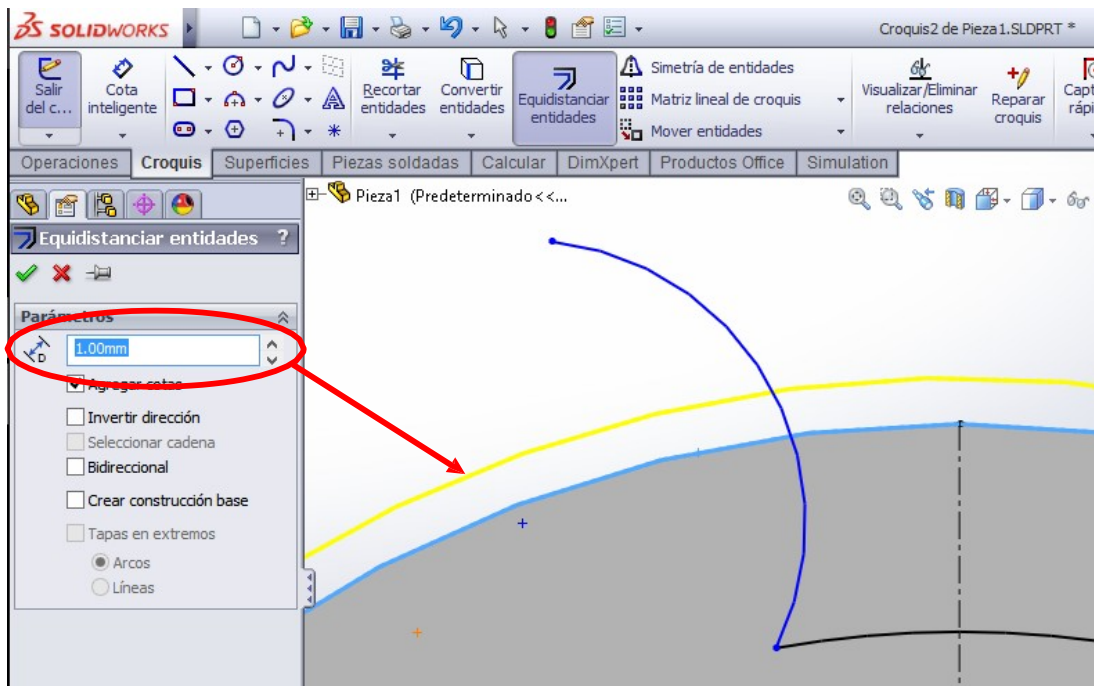 SOLIDWORKS
Croquis2 de Pieza1.SLDPRT *
Salir del c...
Cota inteligente
Recortar entidades
Convertir entidades
Equidistanciar entidades
Simetría de entidades
Matriz lineal de croquis
Mover entidades
Visualizar/Eliminar relaciones
Reparar croquis
Operaciones Croquis Superficies Piezas soldadas Calcular DimXpert Productos Office Simulation
Pieza1 (Predeterminado<<...
Equidistanciar entidades ?
Parámetros
D
1.00mm
Agregar cotas
Invertir dirección
Seleccionar cadena
Bidireccional
Crear construcción base
Tapas en extremos
Arcos
Líneas